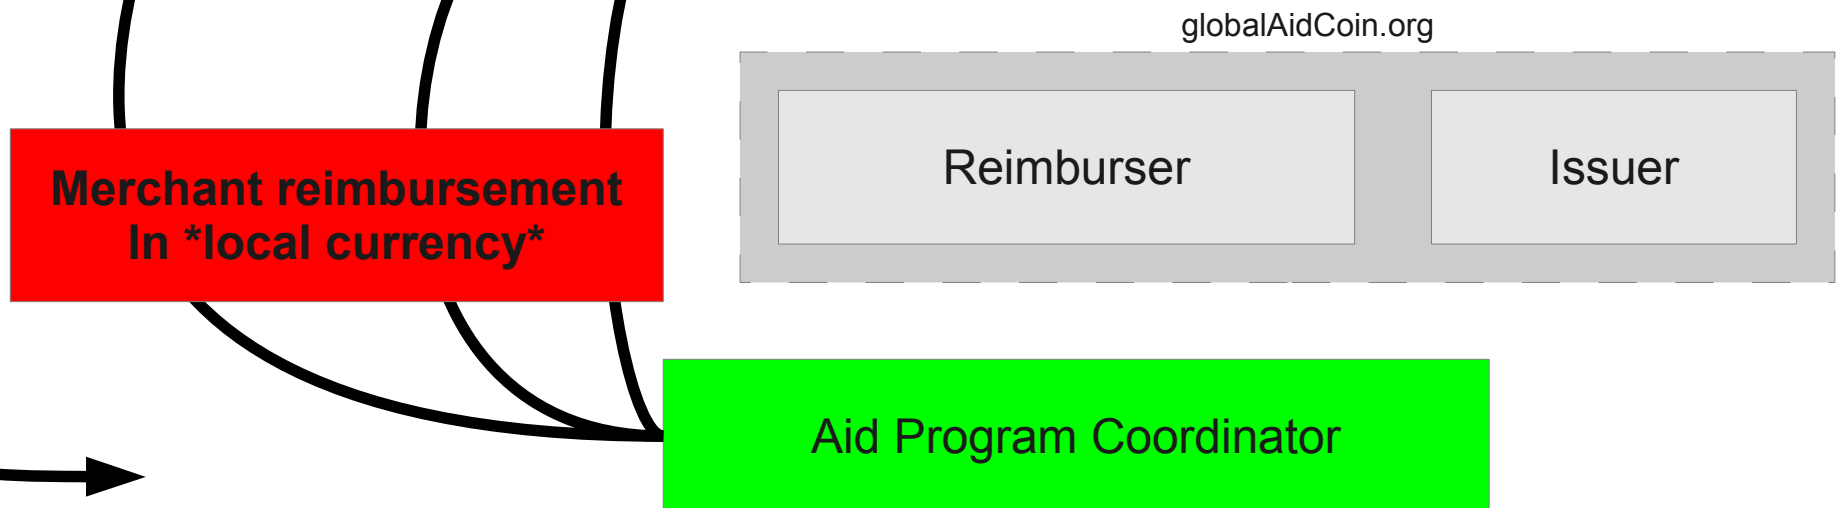 globalAidCoin.org
Reimburser
Issuer
Merchant reimbursement
In *local currency*
Aid Program Coordinator